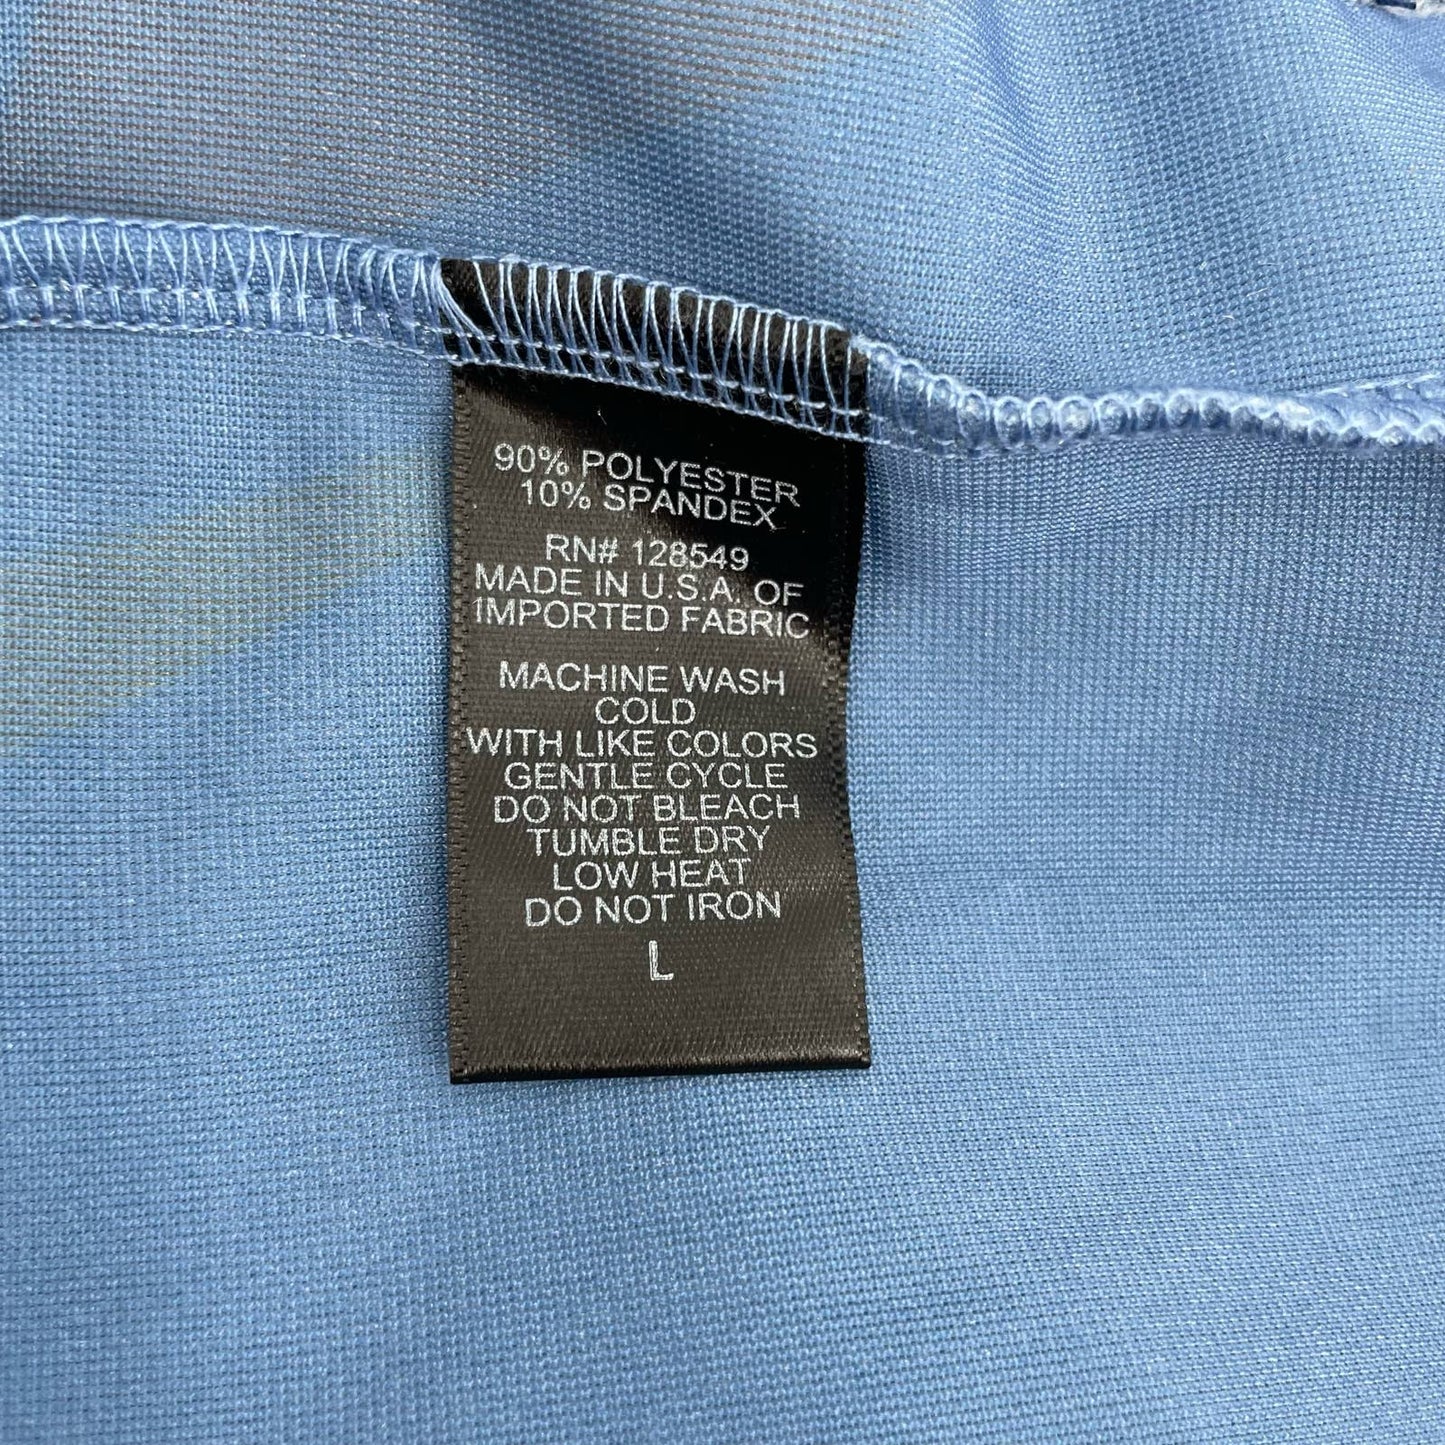 90% POLYESTER
10% SPANDEX
RN# 128549
MADE IN U.S.A. OF
IMPORTED FABRIC
MACHINE WASH
COLD
WITH LIKE COLORS
GENTLE CYCLE
DO NOT BLEACH
TUMBLE DRY
LOW HEAT
DO NOT IRON
L